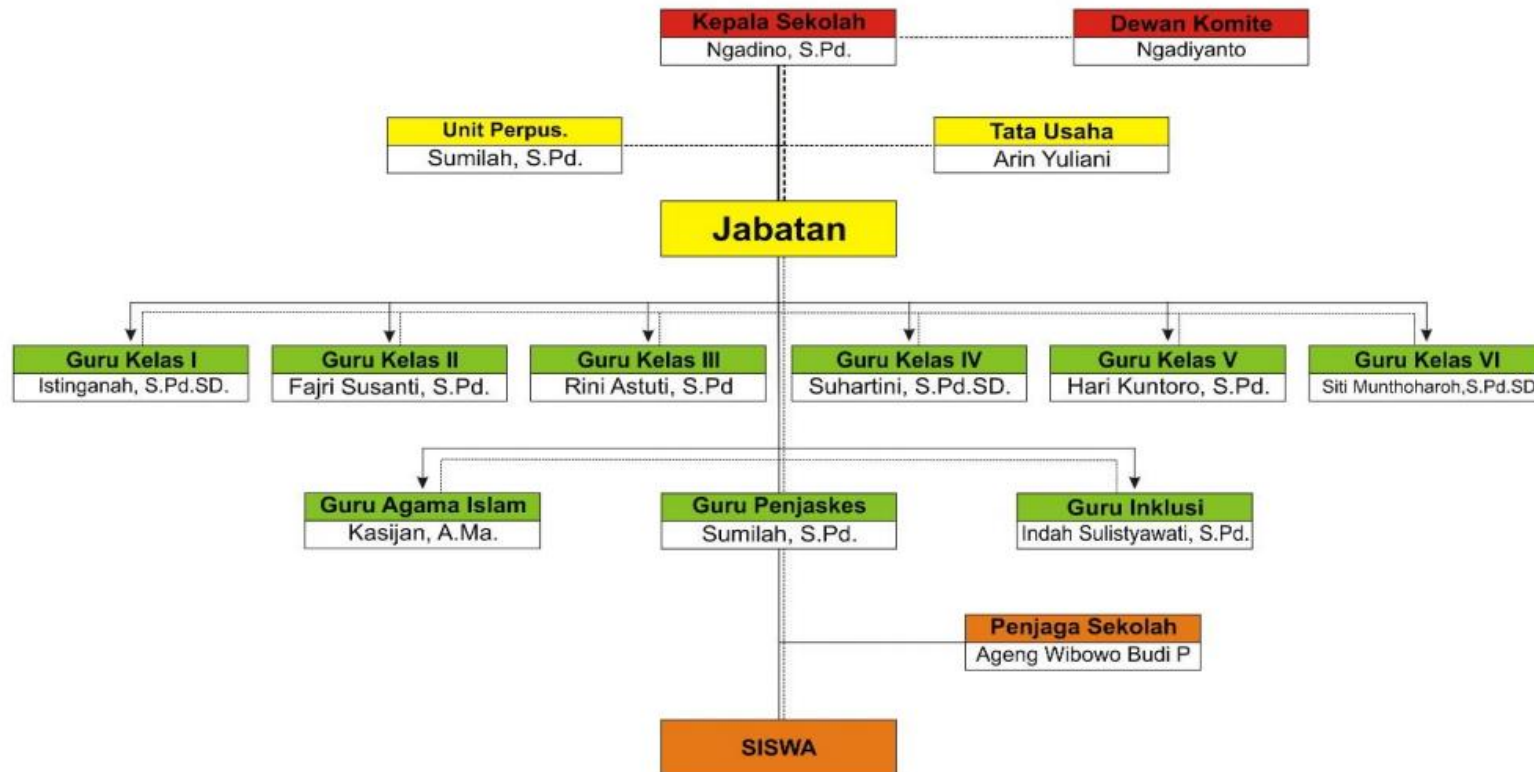 Kepala Sekolah
Ngadino, S.Pd.
Dewan Komite
Ngadiyanto
Unit Perpus.
Sumilah, S.Pd.
Tata Usaha
Arin Yuliani
Jabatan
Guru Kelas I
Istinganah, S.Pd.SD.
Guru Kelas II
Fajri Susanti, S.Pd.
Guru Kelas III
Rini Astuti, S.Pd
Guru Kelas IV
Suhartini, S.Pd.SD.
Guru Kelas V
Hari Kuntoro, S.Pd.
Guru Kelas VI
Siti Munthoharoh,S.Pd.SD
Guru Agama Islam
Kasijan, A.Ma.
Guru Penjaskes
Sumilah, S.Pd.
Guru Inklusi
Indah Sulistyawati, S.Pd.
Penjaga Sekolah
Ageng Wibowo Budi P
SISWA